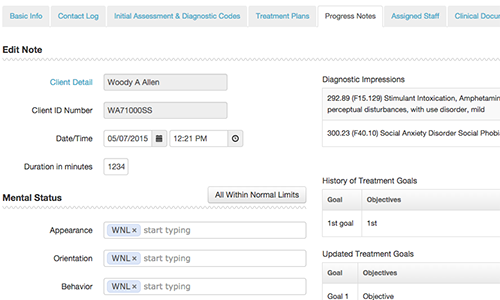 Basic Info Contact Log Initial Assessment & Diagnostic Codes Treatment Plans Progress Notes Assigned Staff Clinical Docu
Edit Note
Client Detail Woody A Allen
Client ID Number WA71000SS
Date/Time 05/07/2015 12:21 PM
Duration in minutes 1234
Mental Status All Within Normal Limits
Appearance WNL × start typing
Orientation WNL × start typing
Behavior WNL × start typing
Diagnostic Impressions
292.89 (F15.129) Stimulant Intoxication, Amphetamin
perceptual disturbances, with use disorder, mild
300.23 (F40.10) Social Anxiety Disorder Social Phobi
History of Treatment Goals
Goal Objectives
1st goal 1st
Updated Treatment Goals
Goal Objective
Goal 1 Objective